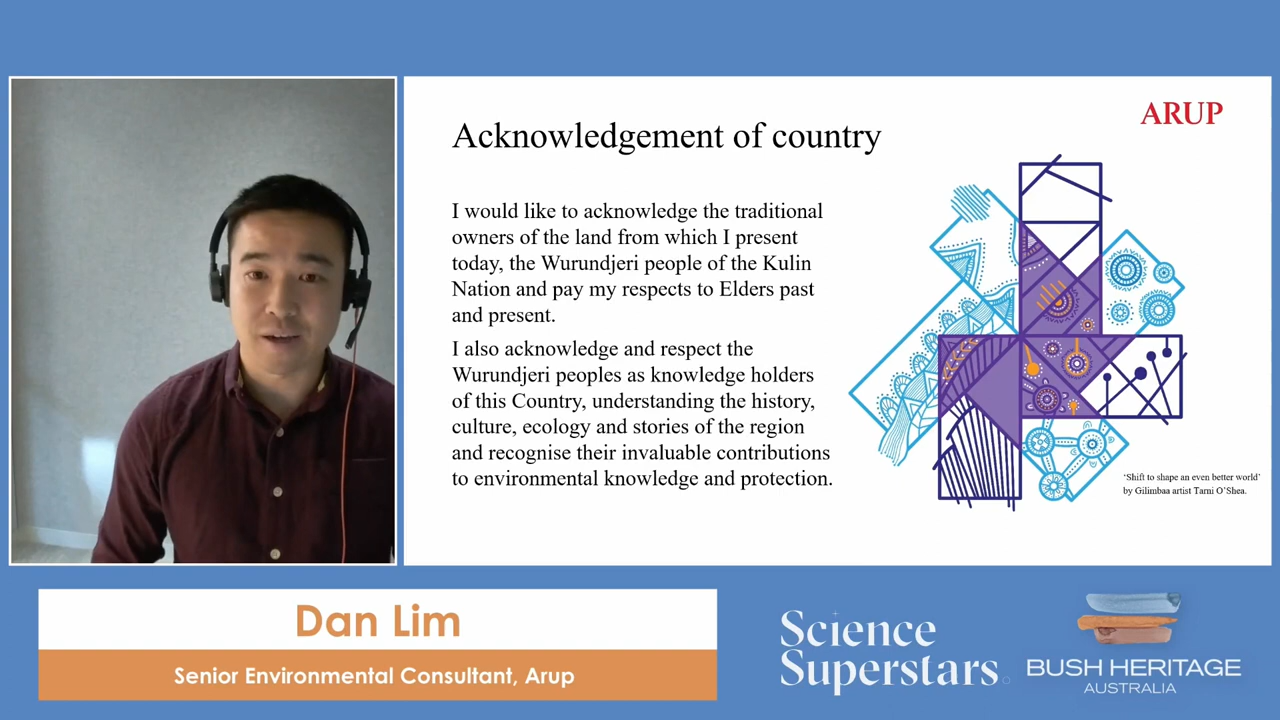 ARUP
Acknowledgement of country
I would like to acknowledge the traditional
owners of the land from which I present
today, the Wurundjeri people of the Kulin
Nation and pay my respects to Elders past
and present.
I also acknowledge and respect the
Wurundjeri peoples as knowledge holders
of this Country, understanding the history,
culture, ecology and stories of the region
and recognise their invaluable contributions
to environmental knowledge and protection.
‘Shift to shape an even better world’
by Gilimbaa artist Tarni O’Shea.
Dan Lim
Senior Environmental Consultant, Arup
Science
Superstars.
BUSH HERITAGE
AUSTRALIA